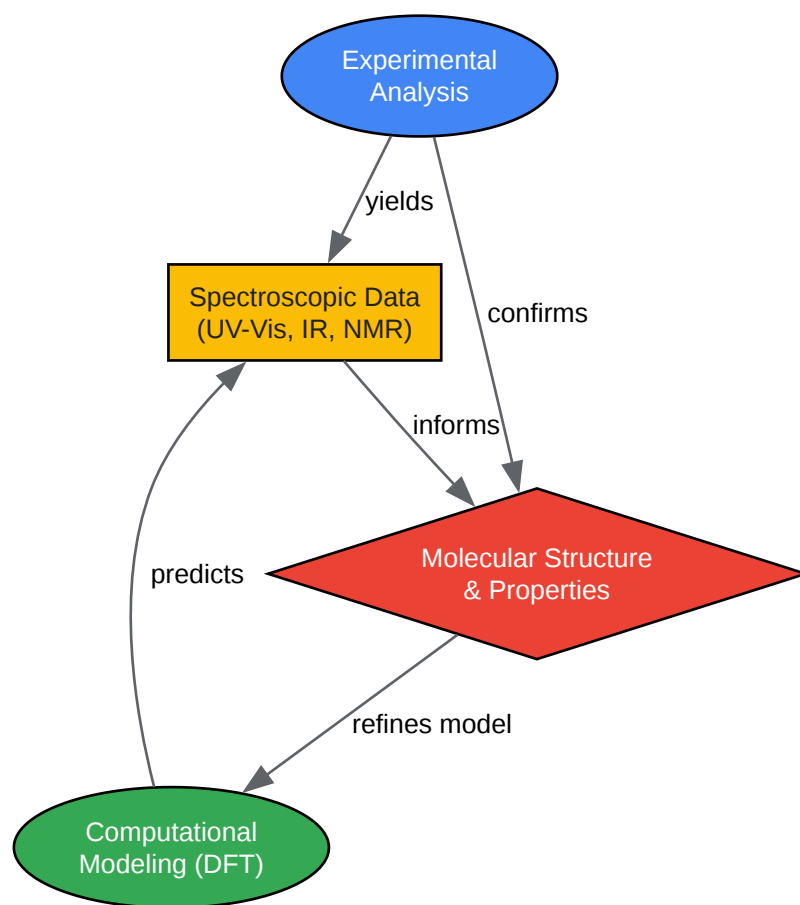 Experimental
Analysis
yields
Spectroscopic Data
(UV-Vis, IR, NMR)
confirms
informs
Molecular Structure
& Properties
predicts
refines model
Computational
Modeling (DFT)